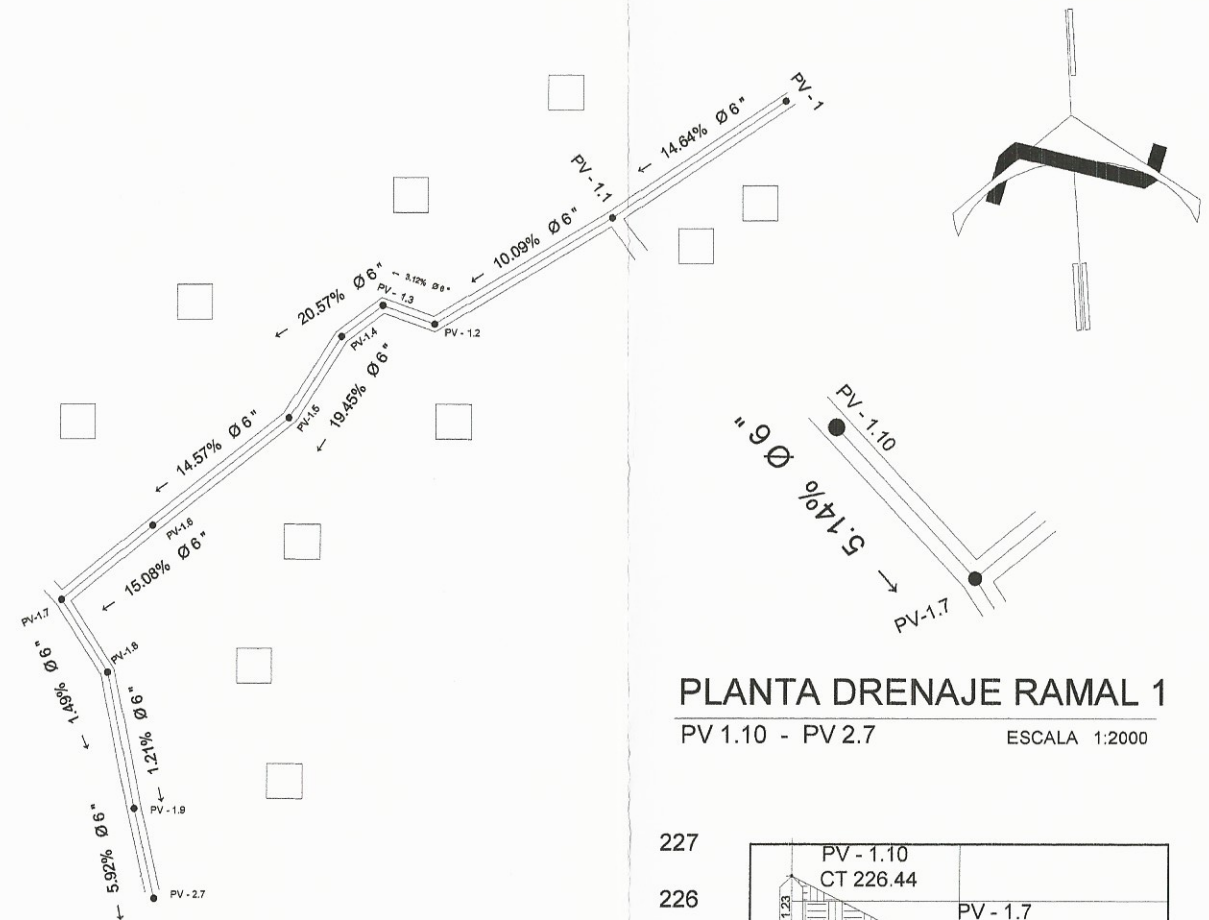 PV - 1
← 14.64% Ø 6"
PV - 1.1
← 10.09% Ø 6"
← 3.12% Ø 6"
← 20.57% Ø 6"
PV - 1.3
PV - 1.2
PV-1.4
← 19.45% Ø 6"
PV-1.5
← 14.57% Ø 6"
PV-1.6
← 15.08% Ø 6"
PV-1.7
PV-1.8
← 1.49% Ø 6"
← 1.21% Ø 6"
PV - 1.9
← 5.92% Ø 6"
PV - 2.7
PV - 1.10
5.14% Ø 6" →
PV-1.7
PLANTA DRENAJE RAMAL 1
PV 1.10 - PV 2.7 ESCALA 1:2000
227
PV - 1.10
CT 226.44
226
1.23
PV - 1.7